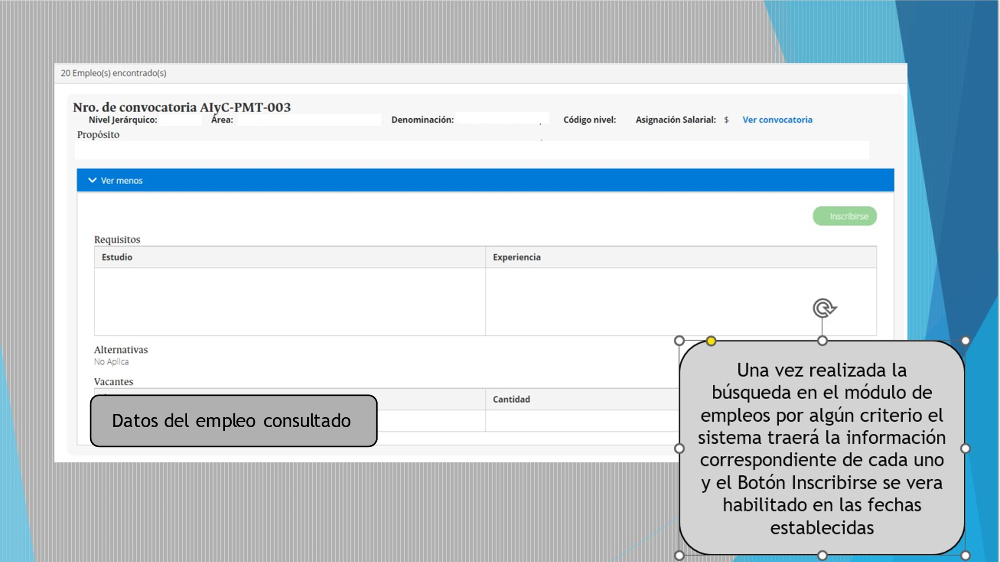 20 Empleo(s) encontrado(s)
Nro. de convocatoria AIyC-PMT-003
Nivel Jerárquico: Área: Denominación: Código nivel: Asignación Salarial: $ Ver convocatoria
Propósito
Ver menos
Inscribirse
Requisitos
Estudio Experiencia
Alternativas
No Aplica
Vacantes
Cantidad
Datos del empleo consultado
Una vez realizada la
búsqueda en el módulo de
empleos por algún criterio el
sistema traerá la información
correspondiente de cada uno
y el Botón Inscribirse se vera
habilitado en las fechas
establecidas